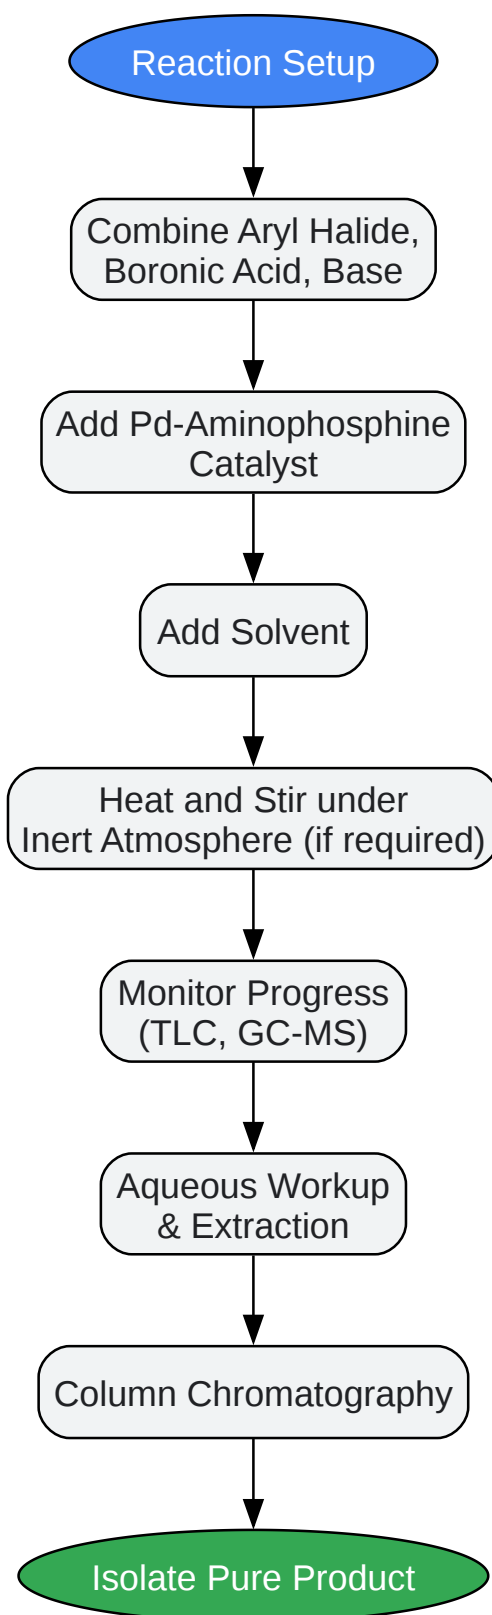 Reaction Setup
Combine Aryl Halide,
Boronic Acid, Base
Add Pd-Aminophosphine
Catalyst
Add Solvent
Heat and Stir under
Inert Atmosphere (if required)
Monitor Progress
(TLC, GC-MS)
Aqueous Workup
& Extraction
Column Chromatography
Isolate Pure Product